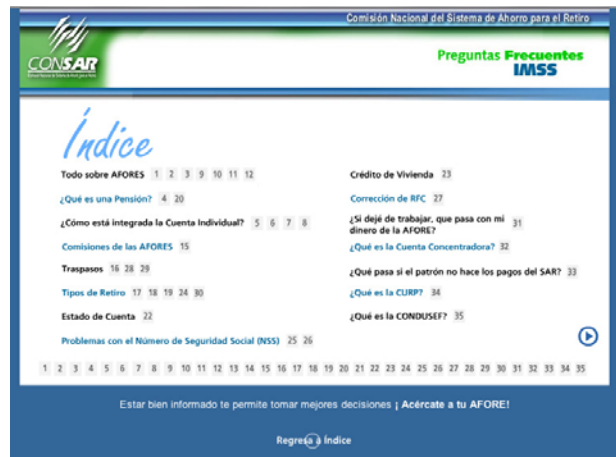 Comisión Nacional del Sistema de Ahorro para el Retiro
CONSAR
Preguntas Frecuentes
IMSS
Índice
Todo sobre AFORES 1 2 3 9 10 11 12
¿Qué es una Pensión? 4 20
¿Cómo está integrada la Cuenta Individual? 5 6 7 8
Comisiones de las AFORES 15
Traspasos 16 28 29
Tipos de Retiro 17 18 19 24 30
Estado de Cuenta 22
Problemas con el Número de Seguridad Social (NSS) 25 26
Crédito de Vivienda 23
Corrección de RFC 27
¿Si dejé de trabajar, que pasa con mi
dinero de la AFORE? 31
¿Qué es la Cuenta Concentradora? 32
¿Qué pasa si el patrón no hace los pagos del SAR? 33
¿Qué es la CURP? 34
¿Qué es la CONDUSEF? 35
1 2 3 4 5 6 7 8 9 10 11 12 13 14 15 16 17 18 19 20 21 22 23 24 25 26 27 28 29 30 31 32 33 34 35
Estar bien informado te permite tomar mejores decisiones ¡ Acércate a tu AFORE!
Regresa a Índice